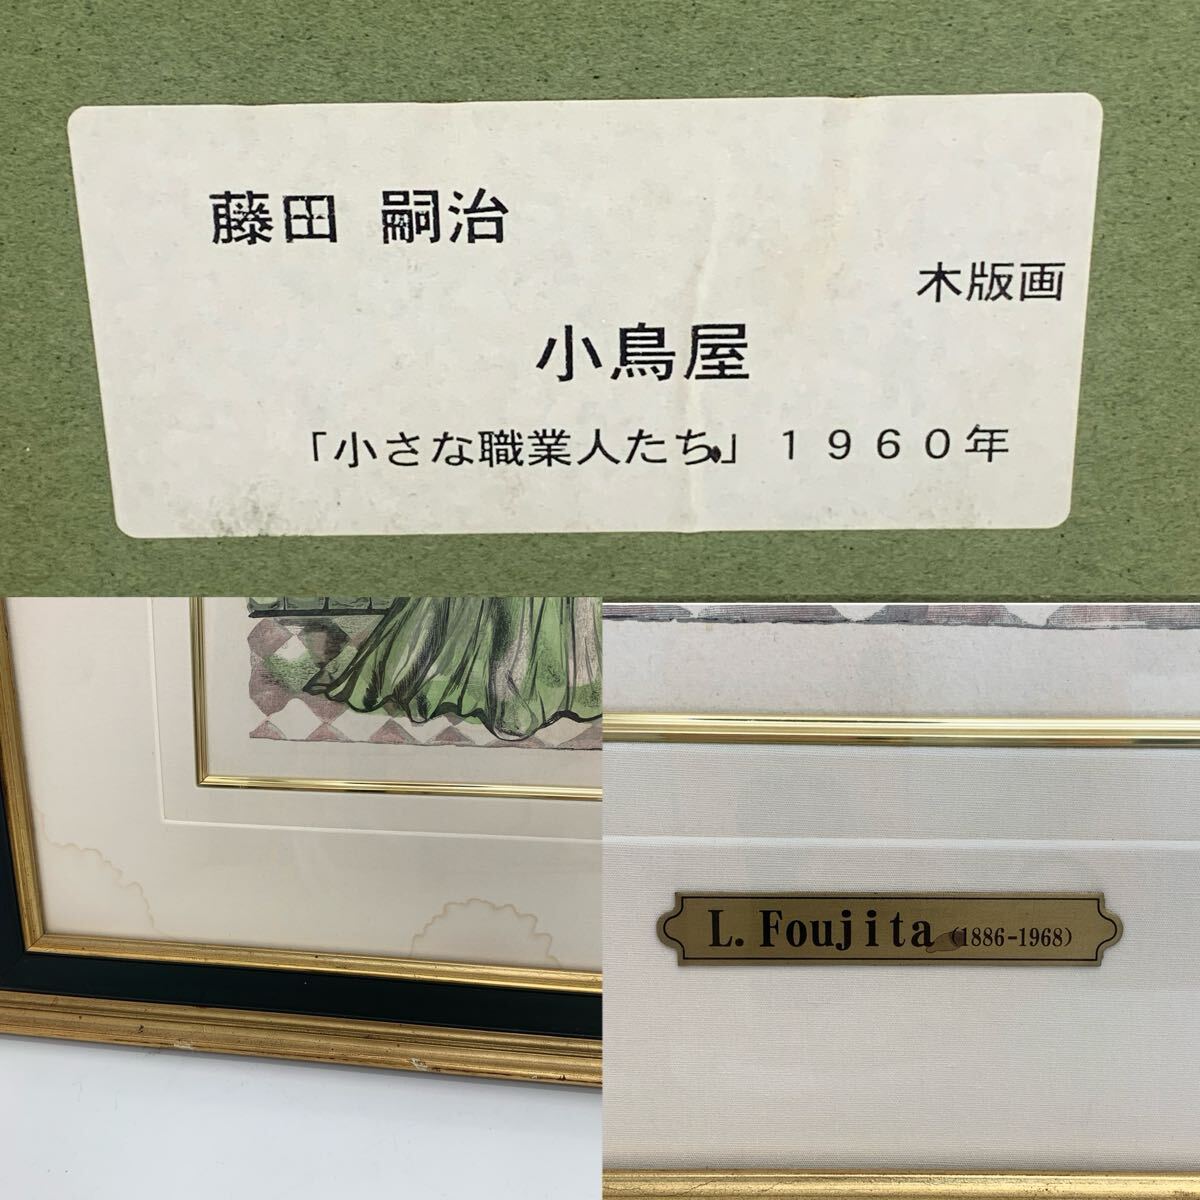 藤田 嗣治
木版画
小鳥屋
「小さな職業人たち」1960年
L. Foujita (1886-1968)